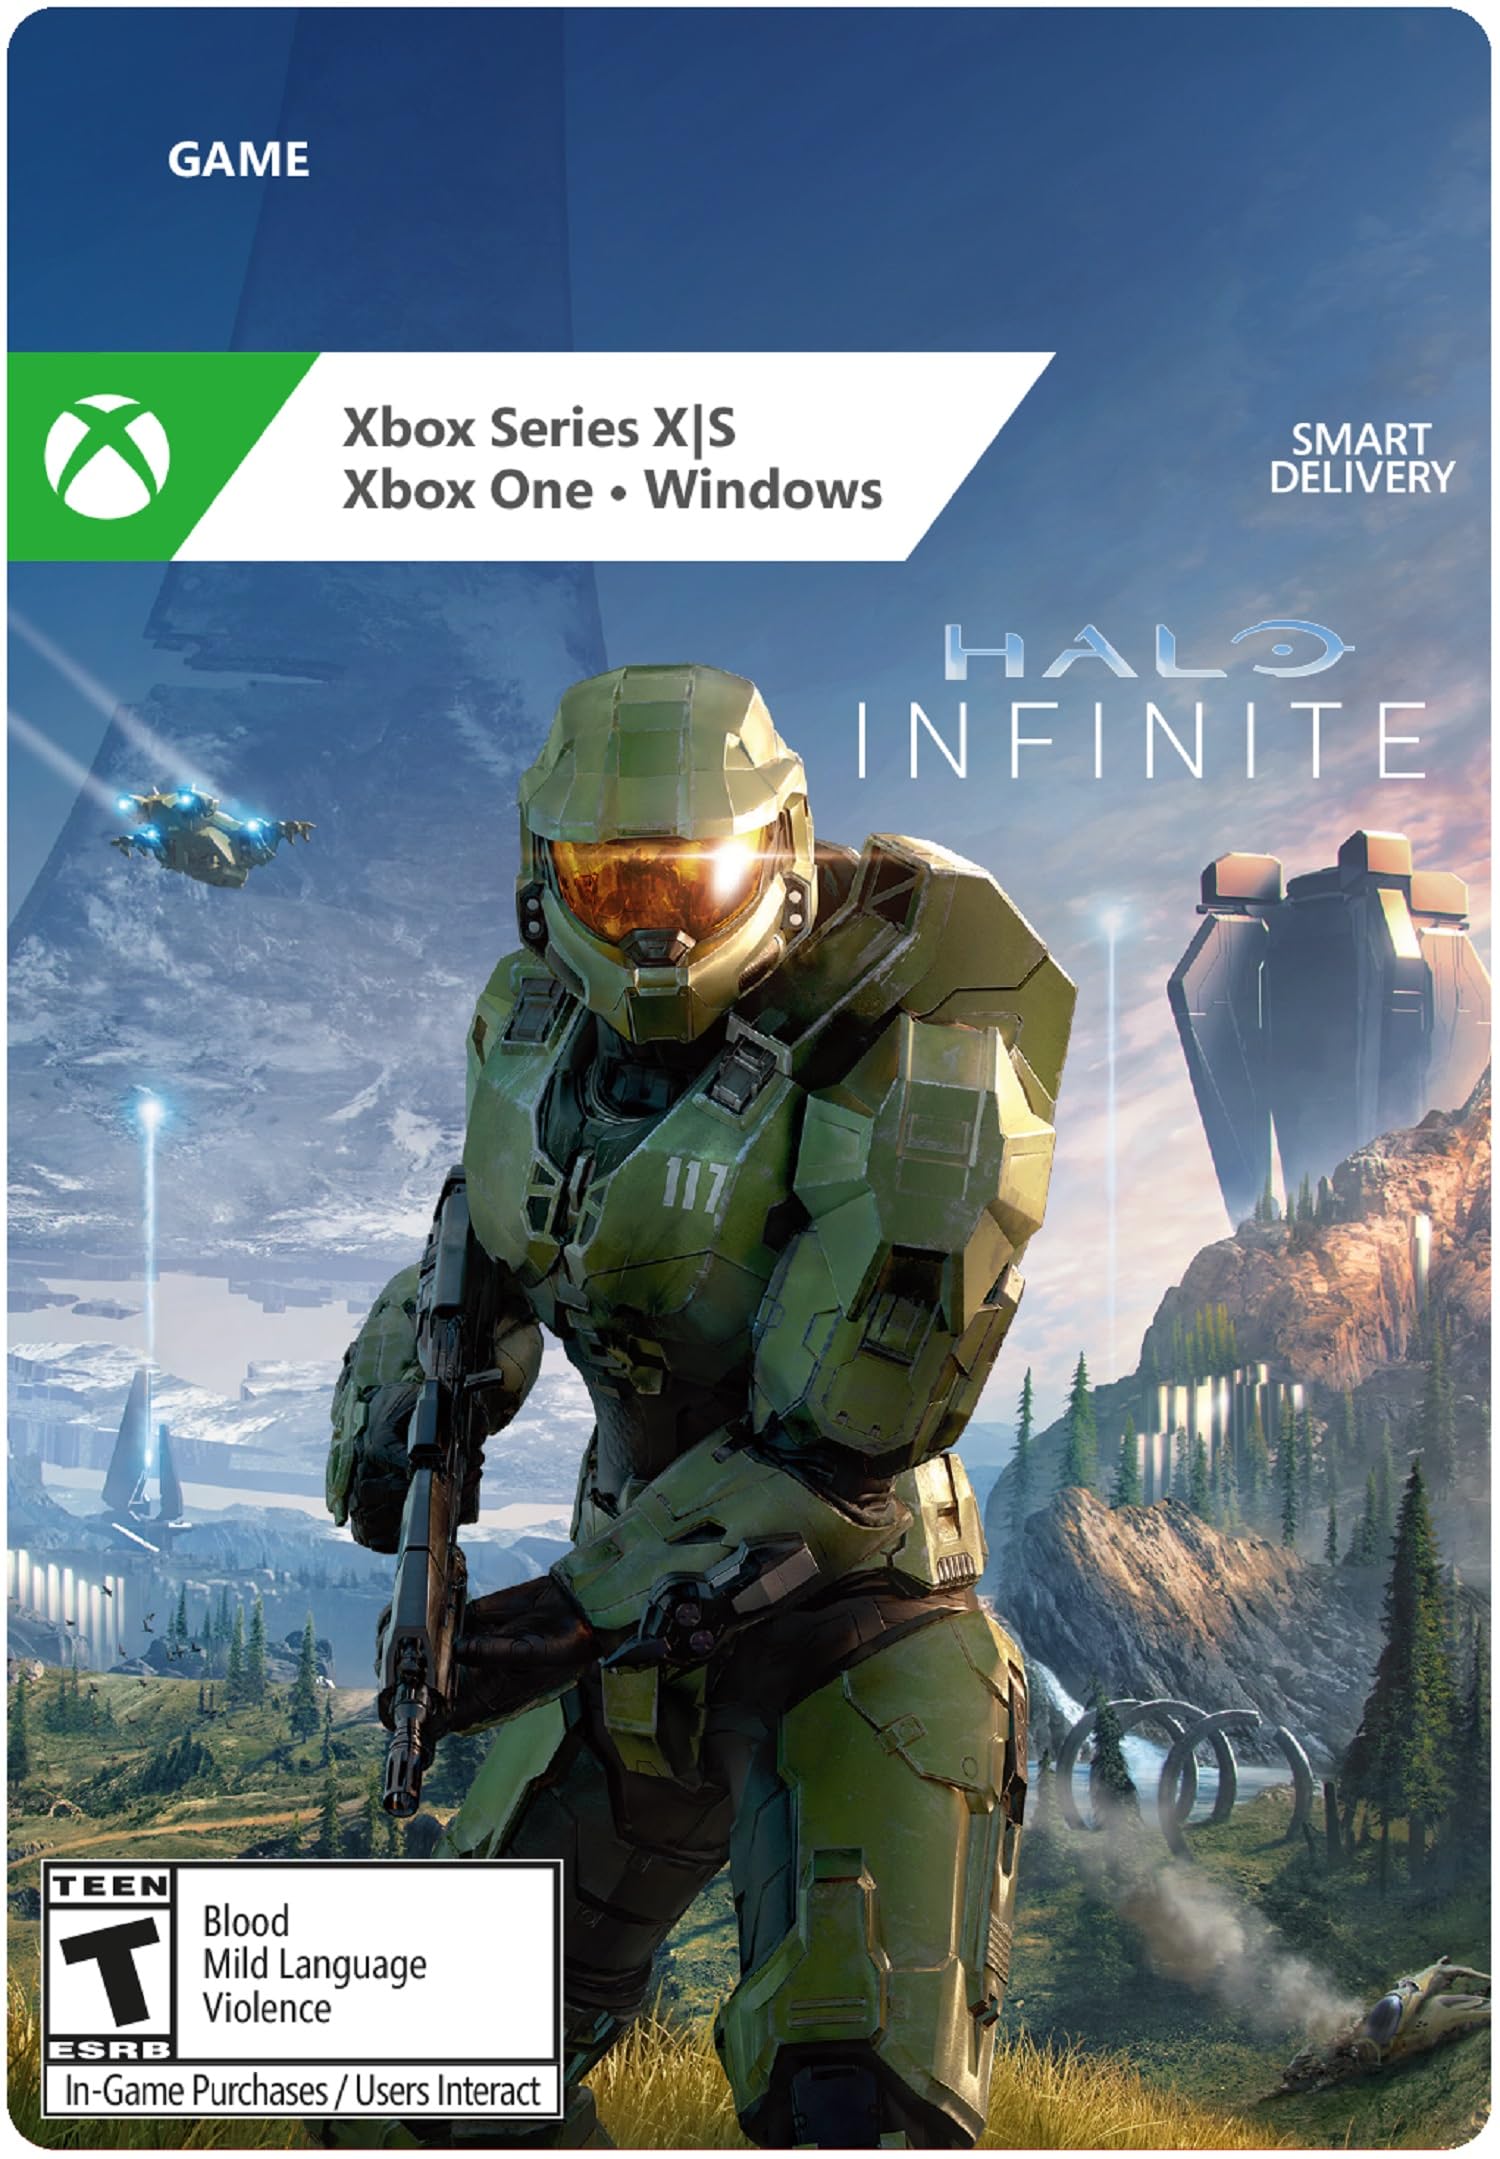 GAME
Xbox Series X|S
Xbox One • Windows
SMART
DELIVERY
HALO
INFINITE
117
TEEN
T
ESRB
Blood
Mild Language
Violence
In-Game Purchases / Users Interact